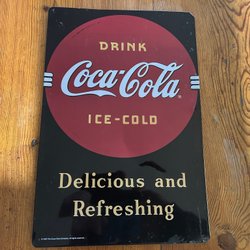 DRINK
Coca-Cola
ICE-COLD
Delicious and
Refreshing